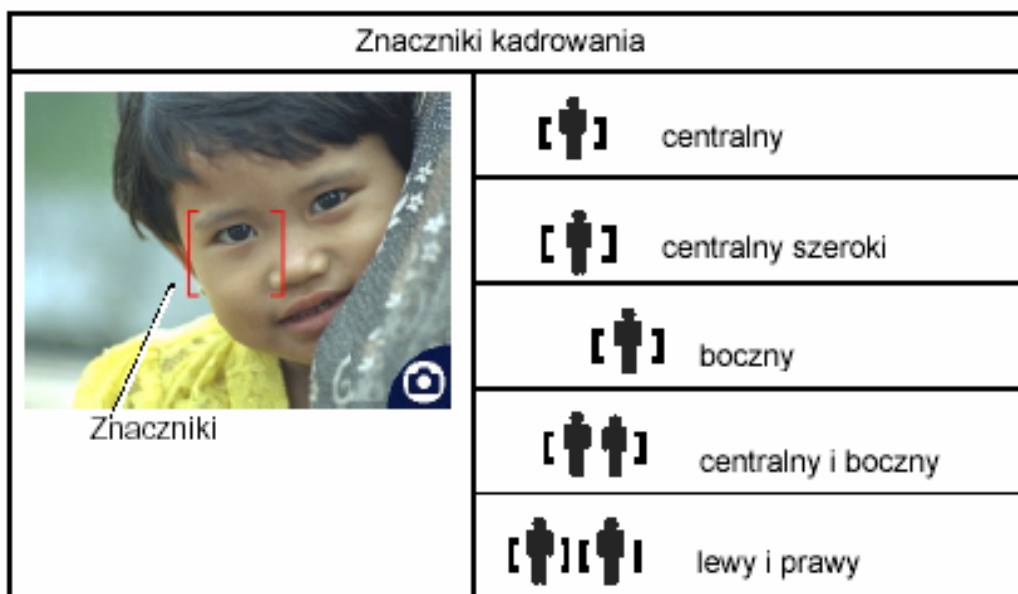 Znaczniki kadrowania
centralny
centralny szeroki
boczny
Znaczniki
centralny i boczny
lewy i prawy